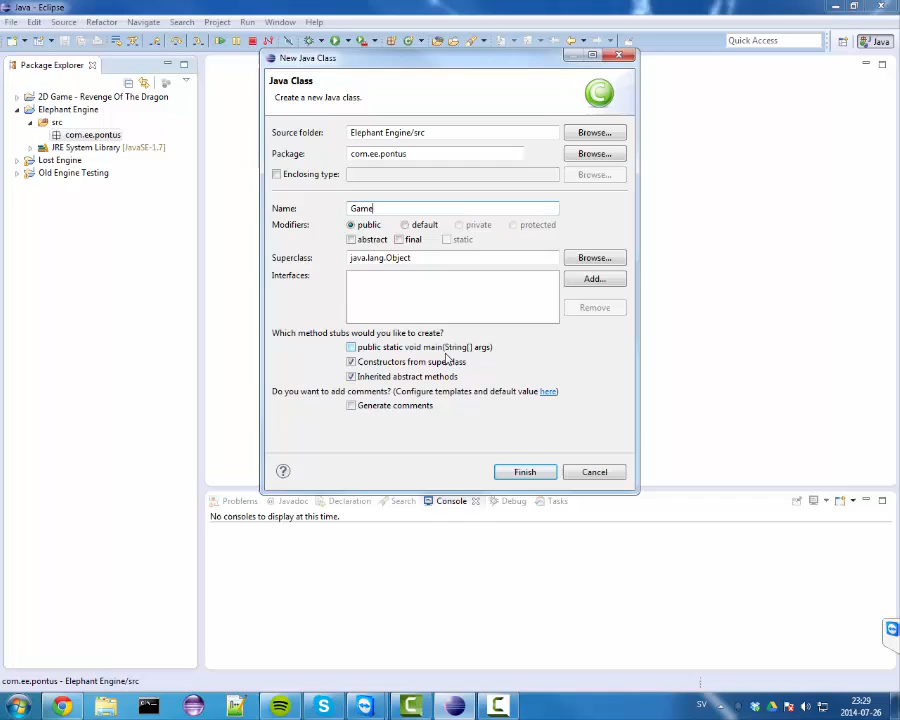 Java - Eclipse
File Edit Source Refactor Navigate Search Project Run Window Help
Quick Access
Java
Package Explorer
2D Game - Revenge Of The Dragon
Elephant Engine
src
com.ee.pontus
JRE System Library [JavaSE-1.7]
Lost Engine
Old Engine Testing
New Java Class
Java Class
Create a new Java class.
C
Source folder: Elephant Engine/src Browse...
Package: com.ee.pontus Browse...
Enclosing type: Browse...
Name: Game
Modifiers: public default private protected
abstract final static
Superclass: java.lang.Object Browse...
Interfaces: Add...
Remove
Which method stubs would you like to create?
public static void main(String[] args)
Constructors from superclass
Inherited abstract methods
Do you want to add comments? (Configure templates and default value here)
Generate comments
? Finish Cancel
Problems Javadoc Declaration Search Console Debug Tasks
No consoles to display at this time.
com.ee.pontus - Elephant Engine/src
SV
23:29
2014-07-26